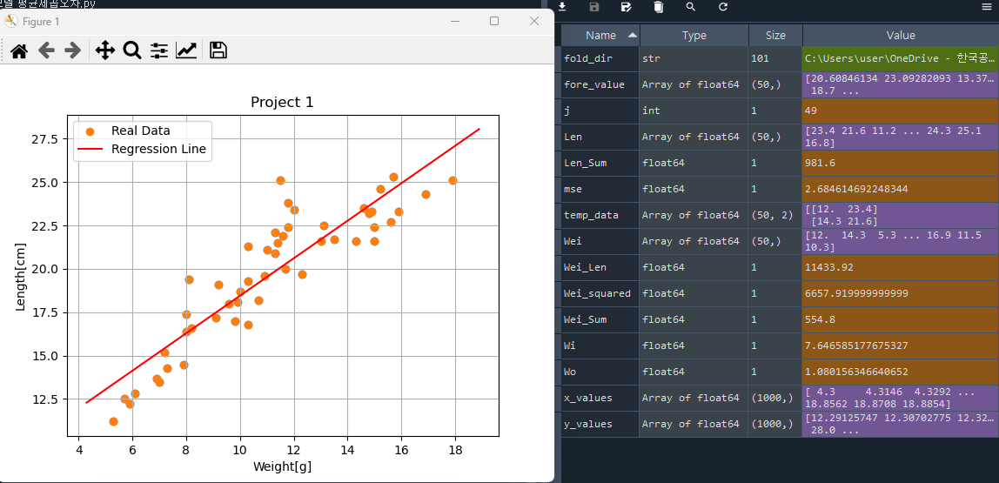 모델 평균제곱오차.py
Figure 1
Project 1
Real Data
Regression Line
27.5
25.0
22.5
20.0
17.5
15.0
12.5
Length[cm]
4 6 8 10 12 14 16 18
Weight[g]
Name Type Size Value
fold_dir str 101 C:\Users\user\OneDrive - 한국공…
fore_value Array of float64 (50,) [20.60846134 23.09282093 13.37…
18.7 ...
j int 1 49
Len Array of float64 (50,) [23.4 21.6 11.2 ... 24.3 25.1
16.8]
Len_Sum float64 1 981.6
mse float64 1 2.684614692248344
temp_data Array of float64 (50, 2) [[12. 23.4]
[14.3 21.6]
Wei Array of float64 (50,) [12. 14.3 5.3 ... 16.9 11.5
10.3]
Wei_Len float64 1 11433.92
Wei_squared float64 1 6657.919999999999
Wei_Sum float64 1 554.8
Wi float64 1 7.646585177675327
Wo float64 1 1.080156346640652
x_values Array of float64 (1000,) [ 4.3 4.3146 4.3292 ...
18.8562 18.8708 18.8854]
y_values Array of float64 (1000,) [12.29125747 12.30702775 12.32…
28.0 ...